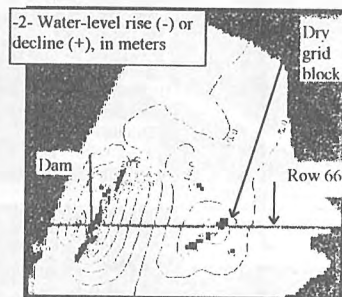 -2- Water-level rise (-) or
decline (+), in meters
Dry
grid
block
Dam
Row 66